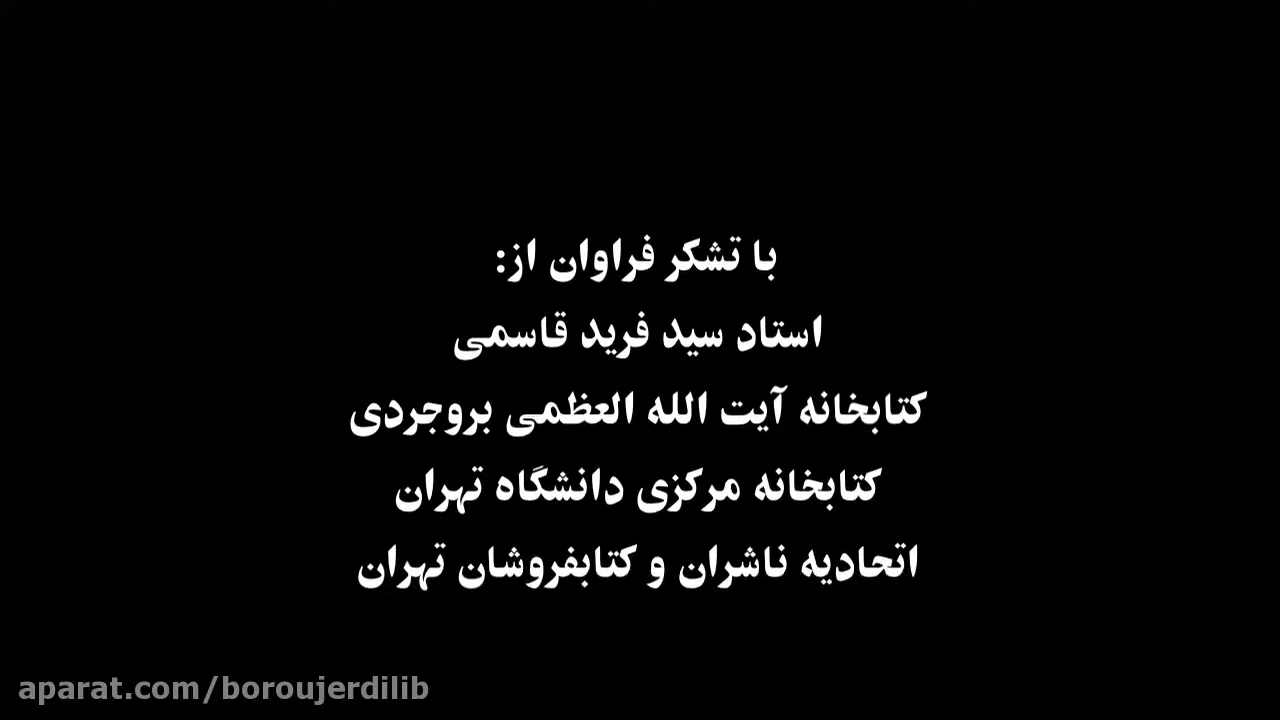 با تشکر فراوان از:
استاد سید فرید قاسمی
کتابخانه آیت الله العظمی بروجردی
کتابخانه مرکزی دانشگاه تهران
اتحادیه ناشران و کتابفروشان تهران
aparat.com/boroujerdilib